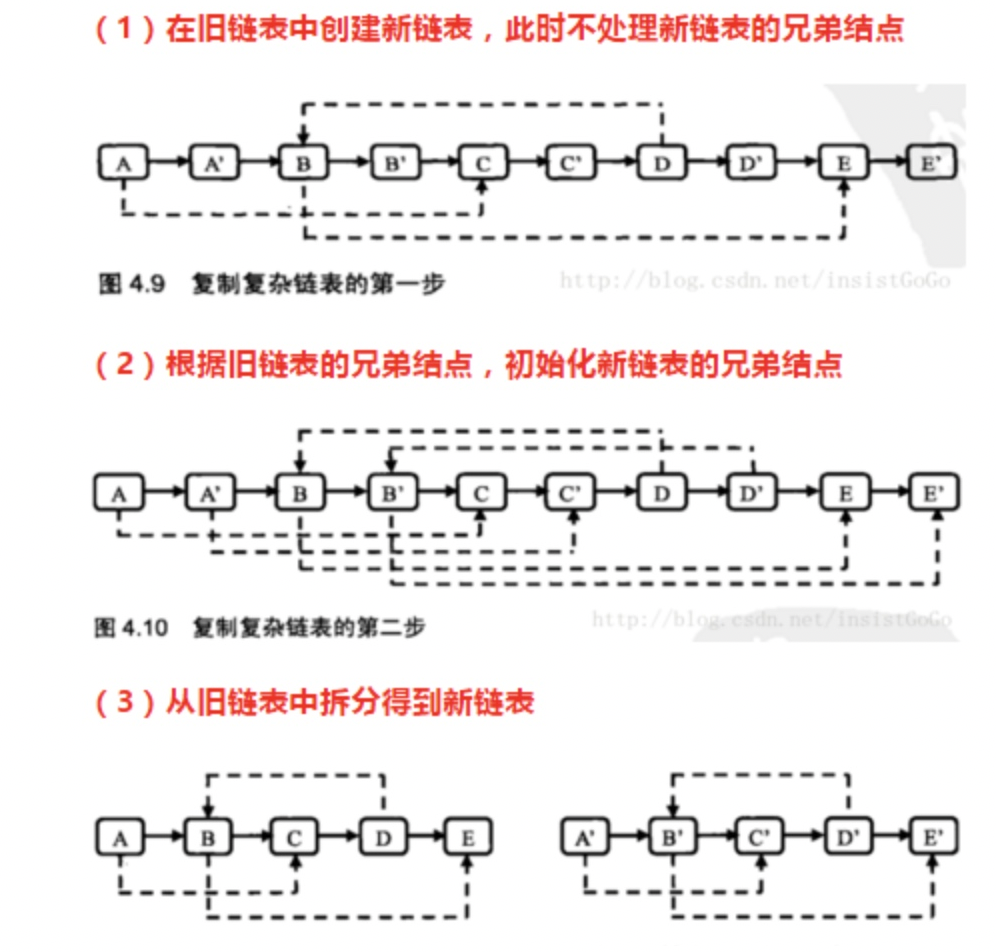 （1）在旧链表中创建新链表，此时不处理新链表的兄弟结点
A A' B B' C C' D D' E E'
图 4.9 复制复杂链表的第一步
http://blog.csdn.net/insistGoGo
（2）根据旧链表的兄弟结点，初始化新链表的兄弟结点
A A' B B' C C' D D' E E'
图 4.10 复制复杂链表的第二步
http://blog.csdn.net/insistGoGo
（3）从旧链表中拆分得到新链表
A B C D E A' B' C' D' E'